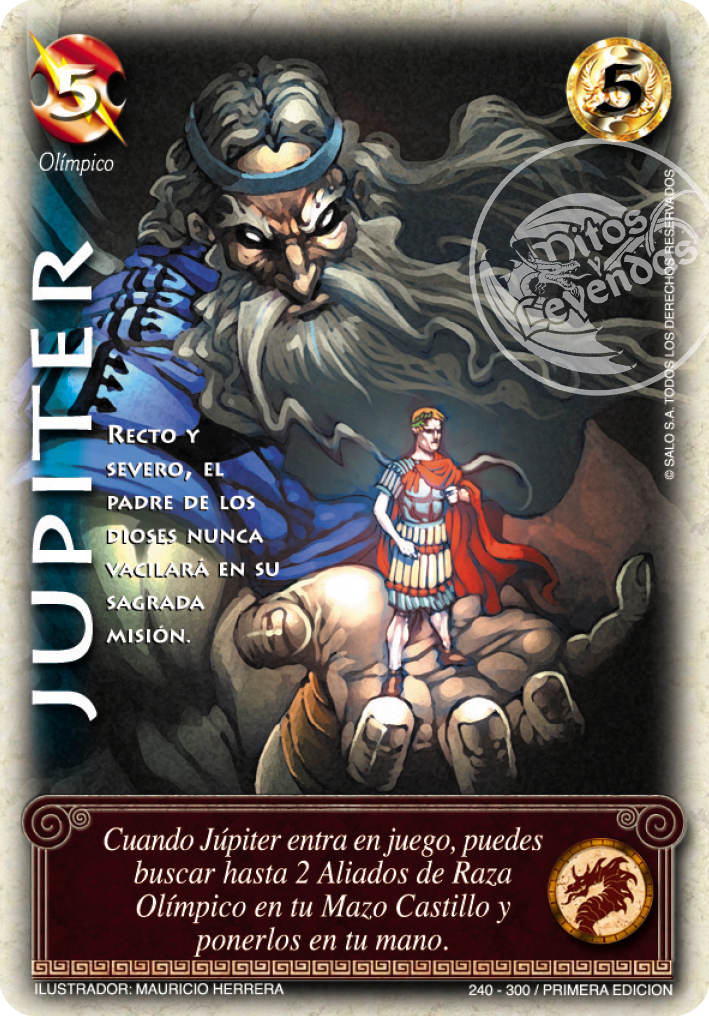 5
5
Olímpico
Mitos
y
Leyendas
© SALO S.A. TODOS LOS DERECHOS RESERVADOS
JUPITER
RECTO Y
SEVERO, EL
PADRE DE LOS
DIOSES NUNCA
VACILARÁ EN SU
SAGRADA
MISIÓN.
Cuando Júpiter entra en juego, puedes
buscar hasta 2 Aliados de Raza
Olímpico en tu Mazo Castillo y
ponerlos en tu mano.
ILUSTRADOR: MAURICIO HERRERA
240 - 300 / PRIMERA EDICION